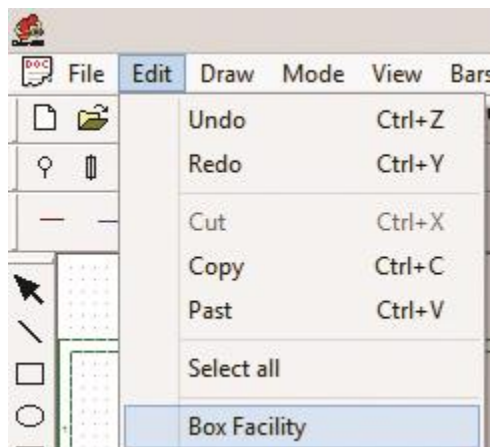 DOC File Edit Draw Mode View Bars
Undo Ctrl+Z
Redo Ctrl+Y
Cut Ctrl+X
Copy Ctrl+C
Past Ctrl+V
Select all
Box Facility